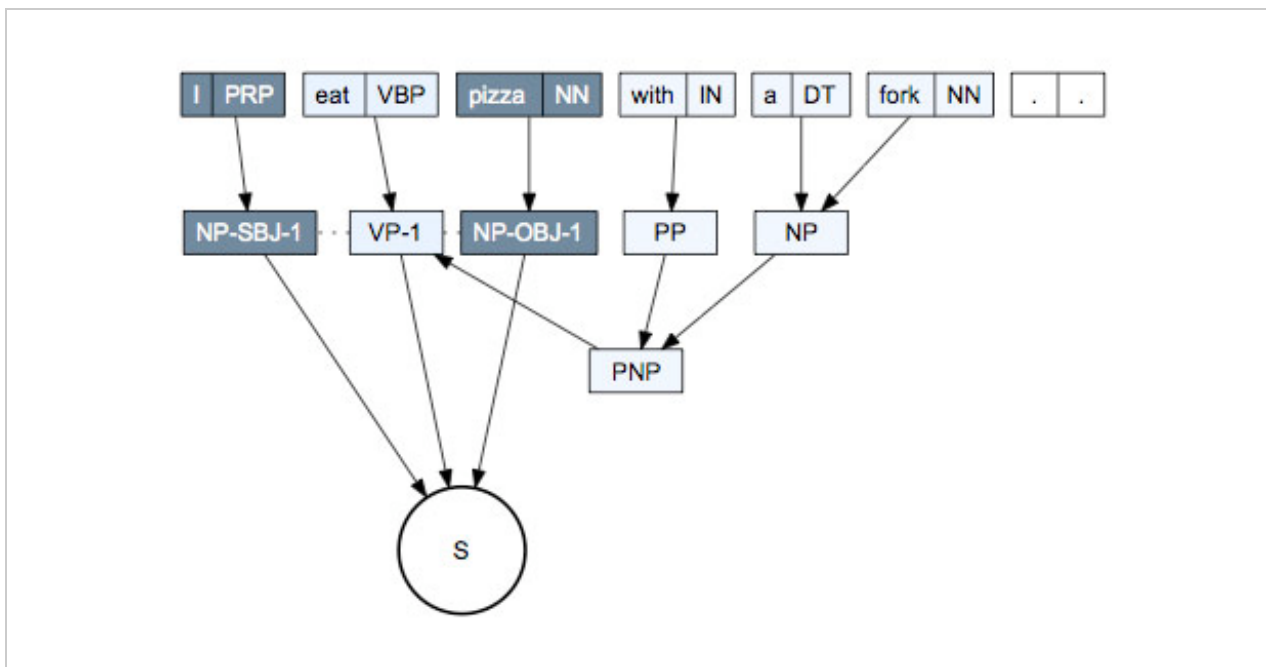 I PRP eat VBP pizza NN with IN a DT fork NN . .
NP-SBJ-1 VP-1 NP-OBJ-1 PP NP
PNP
S